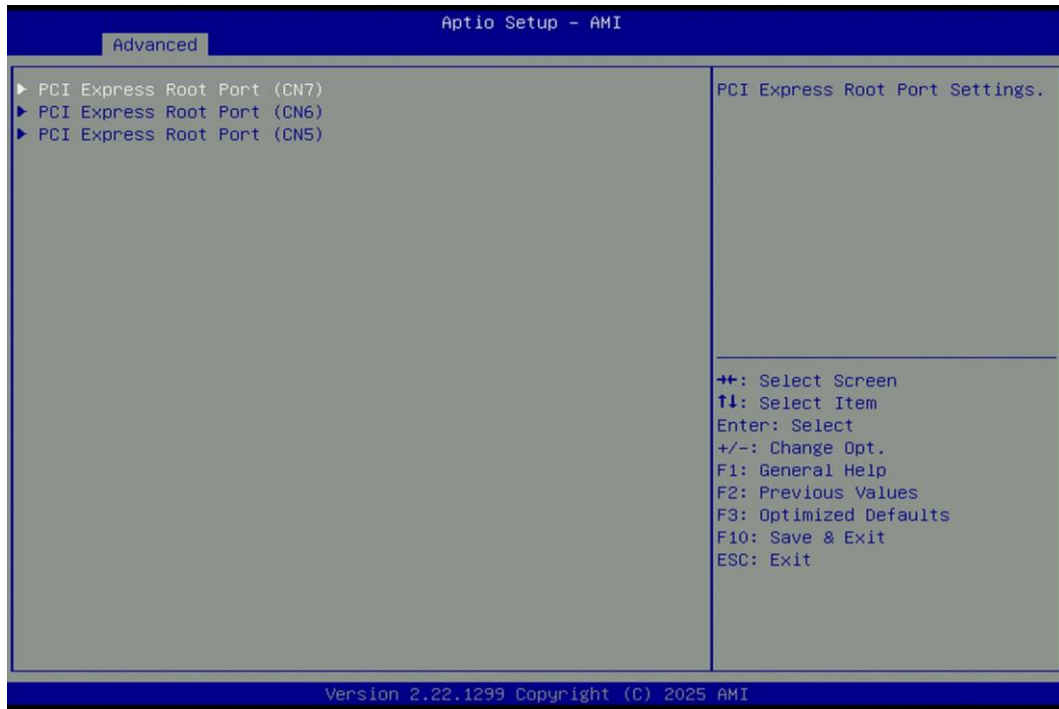 Aptio Setup – AMI
Advanced
▶ PCI Express Root Port (CN7)
▶ PCI Express Root Port (CN6)
▶ PCI Express Root Port (CN5)
PCI Express Root Port Settings.
→←: Select Screen
↑↓: Select Item
Enter: Select
+/-: Change Opt.
F1: General Help
F2: Previous Values
F3: Optimized Defaults
F10: Save & Exit
ESC: Exit
Version 2.22.1299 Copyright (C) 2025 AMI